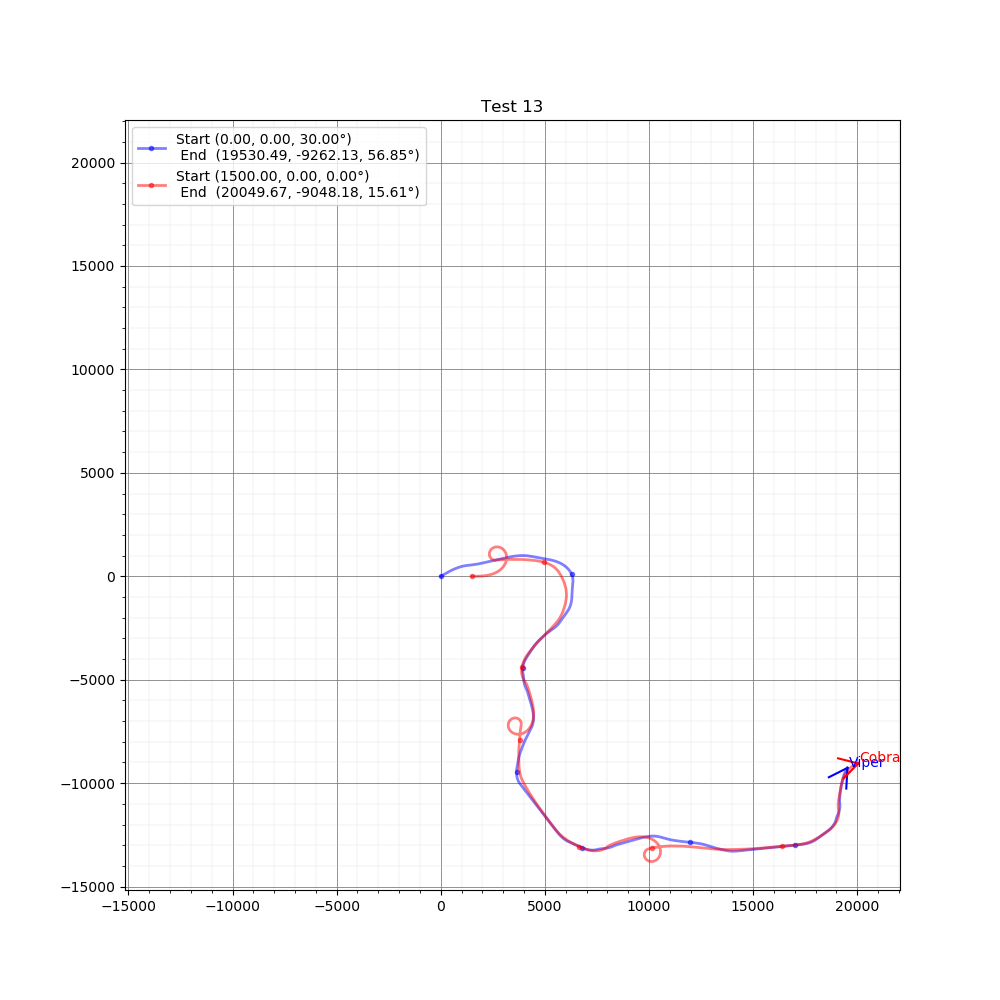 Test 13
Start (0.00, 0.00, 30.00°)
End (19530.49, -9262.13, 56.85°)
Start (1500.00, 0.00, 0.00°)
End (20049.67, -9048.18, 15.61°)
20000
15000
10000
5000
0
−5000
−10000
−15000
Cobra
Viper
−15000 −10000 −5000 0 5000 10000 15000 20000